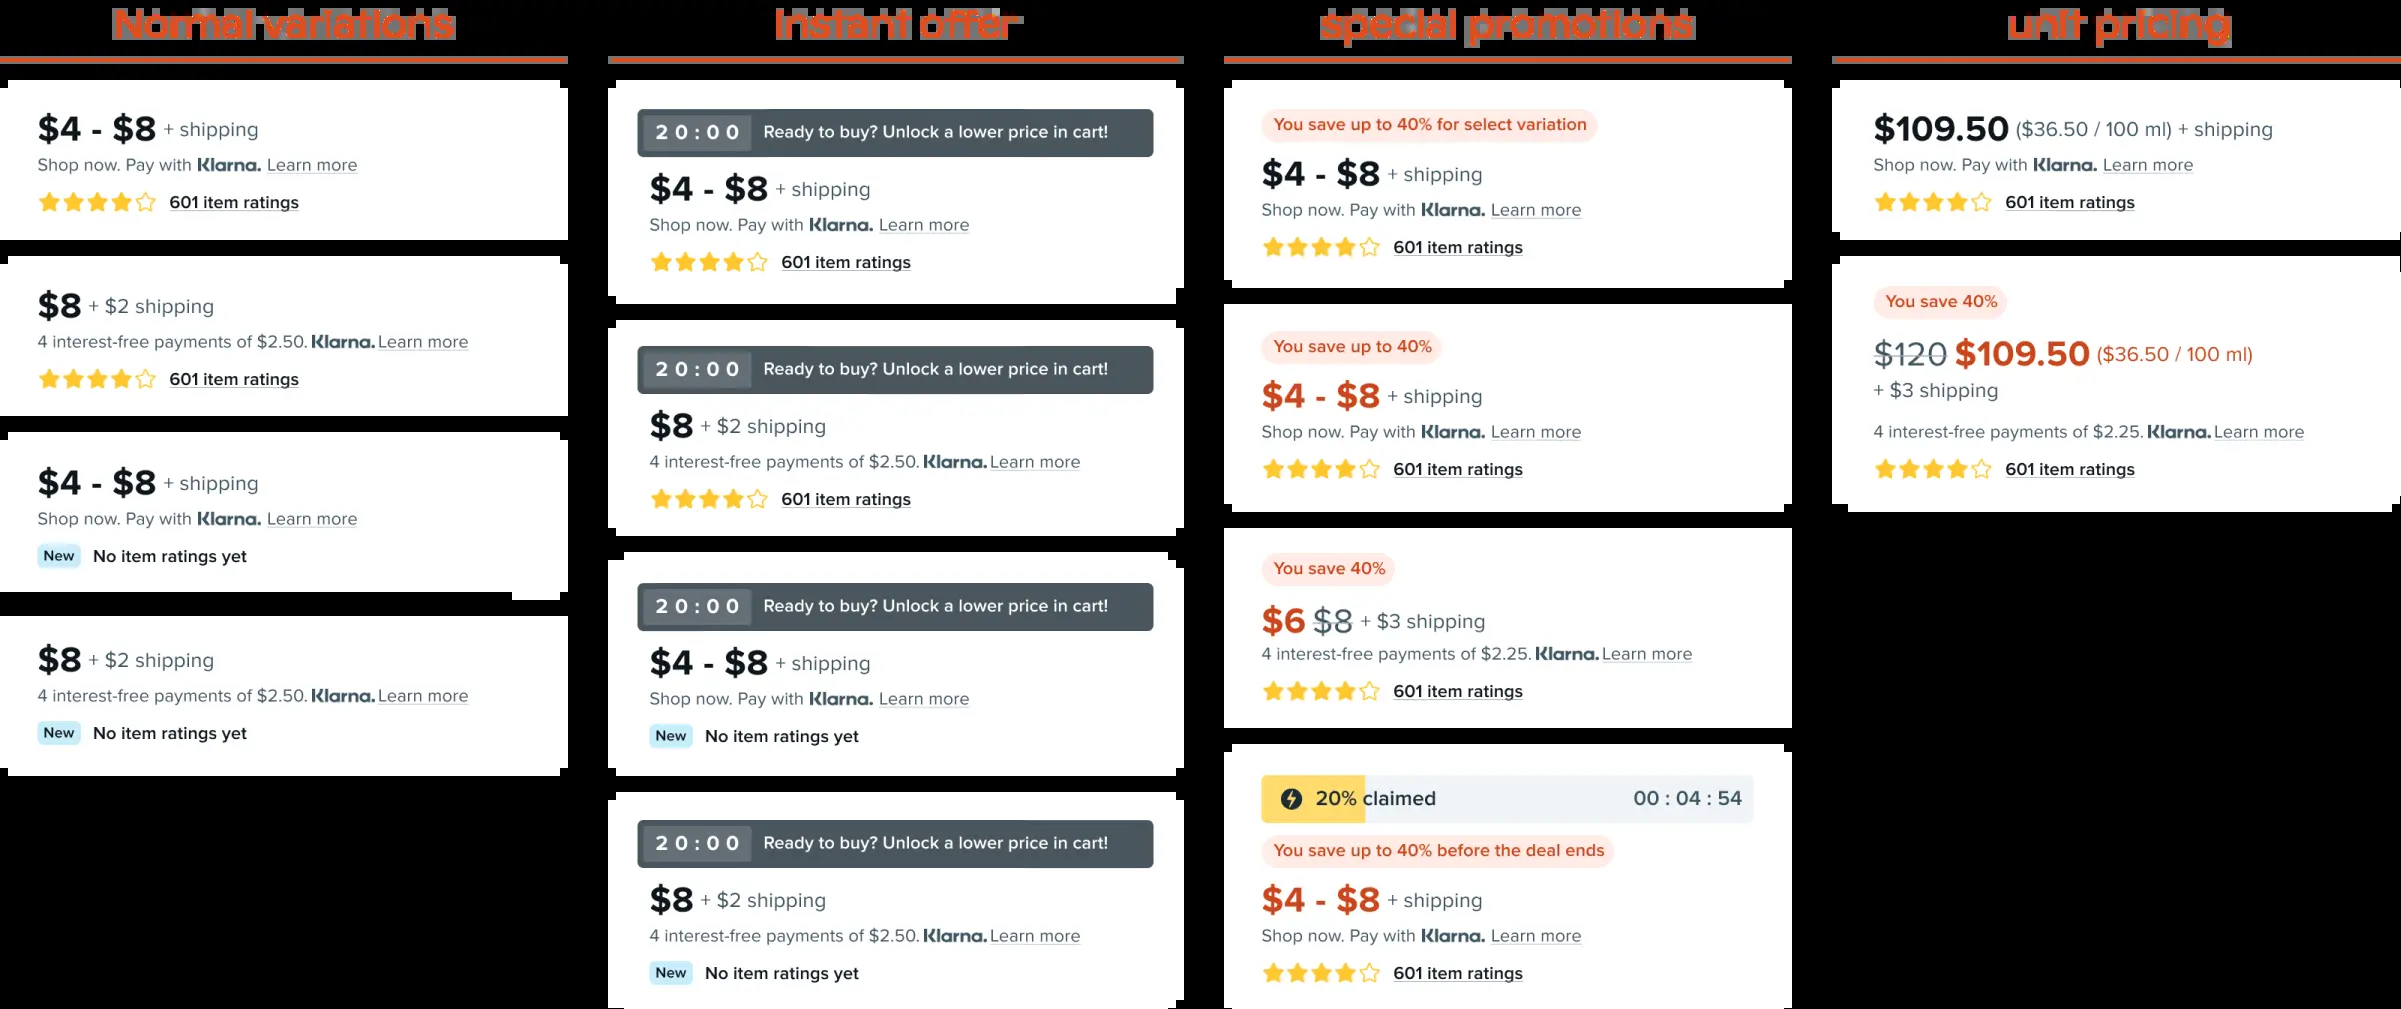 Normal variations
$4 - $8 + shipping
Shop now. Pay with Klarna. Learn more
601 item ratings
$8 + $2 shipping
4 interest-free payments of $2.50. Klarna. Learn more
601 item ratings
$4 - $8 + shipping
Shop now. Pay with Klarna. Learn more
New No item ratings yet
$8 + $2 shipping
4 interest-free payments of $2.50. Klarna. Learn more
New No item ratings yet
Instant offer
20:00 Ready to buy? Unlock a lower price in cart!
$4 - $8 + shipping
Shop now. Pay with Klarna. Learn more
601 item ratings
20:00 Ready to buy? Unlock a lower price in cart!
$8 + $2 shipping
4 interest-free payments of $2.50. Klarna. Learn more
601 item ratings
20:00 Ready to buy? Unlock a lower price in cart!
$4 - $8 + shipping
Shop now. Pay with Klarna. Learn more
New No item ratings yet
20:00 Ready to buy? Unlock a lower price in cart!
$8 + $2 shipping
4 interest-free payments of $2.50. Klarna. Learn more
New No item ratings yet
special promotions
You save up to 40% for select variation
$4 - $8 + shipping
Shop now. Pay with Klarna. Learn more
601 item ratings
You save up to 40%
$4 - $8 + shipping
Shop now. Pay with Klarna. Learn more
601 item ratings
You save 40%
$6 $8 + $3 shipping
4 interest-free payments of $2.25. Klarna. Learn more
601 item ratings
20% claimed 00 : 04 : 54
You save up to 40% before the deal ends
$4 - $8 + shipping
Shop now. Pay with Klarna. Learn more
601 item ratings
unit pricing
$109.50 ($36.50 / 100 ml) + shipping
Shop now. Pay with Klarna. Learn more
601 item ratings
You save 40%
$120 $109.50 ($36.50 / 100 ml)
+ $3 shipping
4 interest-free payments of $2.25. Klarna. Learn more
601 item ratings